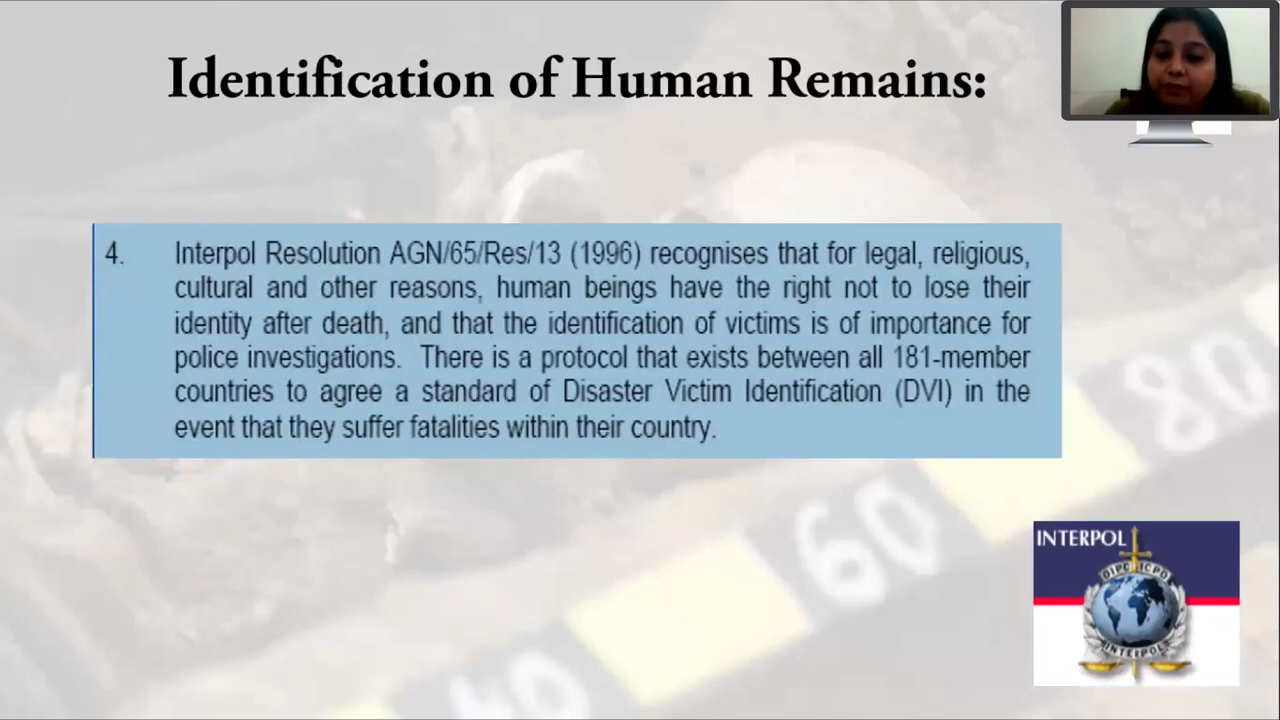 Identification of Human Remains:
4. Interpol Resolution AGN/65/Res/13 (1996) recognises that for legal, religious,
cultural and other reasons, human beings have the right not to lose their
identity after death, and that the identification of victims is of importance for
police investigations. There is a protocol that exists between all 181-member
countries to agree a standard of Disaster Victim Identification (DVI) in the
event that they suffer fatalities within their country.
80
60
INTERPOL
OIPC ICPO
INTERPOL